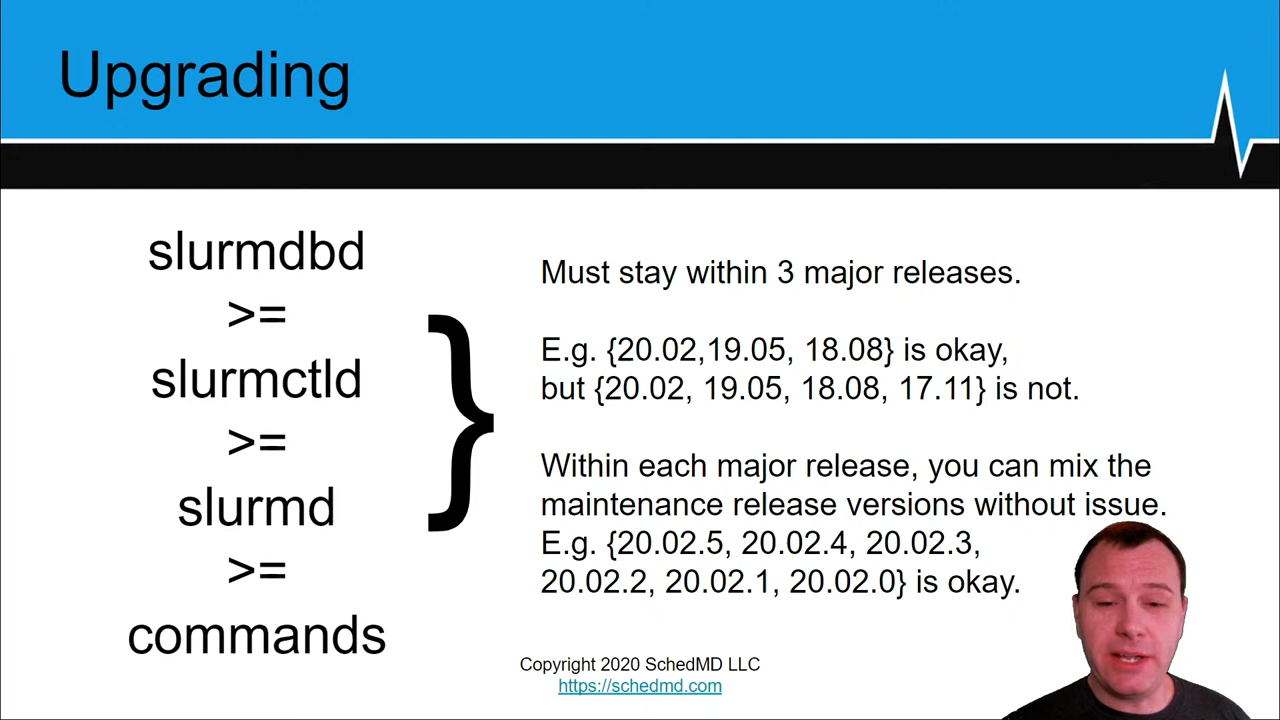 Upgrading
slurmdbd
>=
slurmctld
>=
slurmd
>=
commands
}
Must stay within 3 major releases.
E.g. {20.02,19.05, 18.08} is okay,
but {20.02, 19.05, 18.08, 17.11} is not.
Within each major release, you can mix the
maintenance release versions without issue.
E.g. {20.02.5, 20.02.4, 20.02.3,
20.02.2, 20.02.1, 20.02.0} is okay.
Copyright 2020 SchedMD LLC
https://schedmd.com